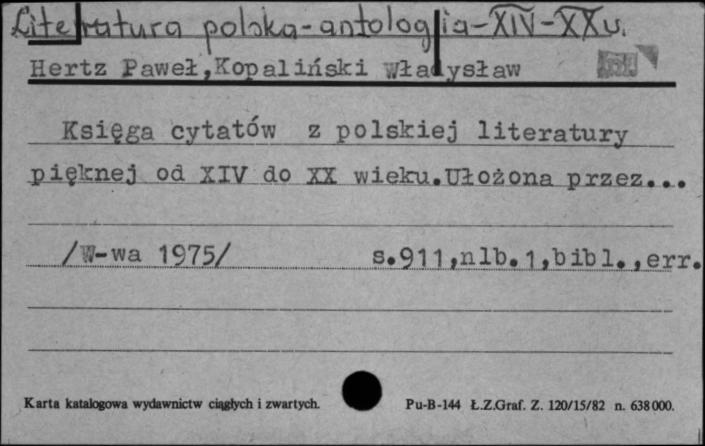 Literatura polska - antologia - XIV - XX w.
Hertz Paweł,Kopaliński Władysław
Księga cytatów z polskiej literatury
pięknej od XIV do XX wieku.Ułożona przez...
/W-wa 1975/ s.911,nlb.1,bibl.,err.
Karta katalogowa wydawnictw ciągłych i zwartych. Pu-B-144 Ł.Z.Graf. Z. 120/15/82 n. 638 000.